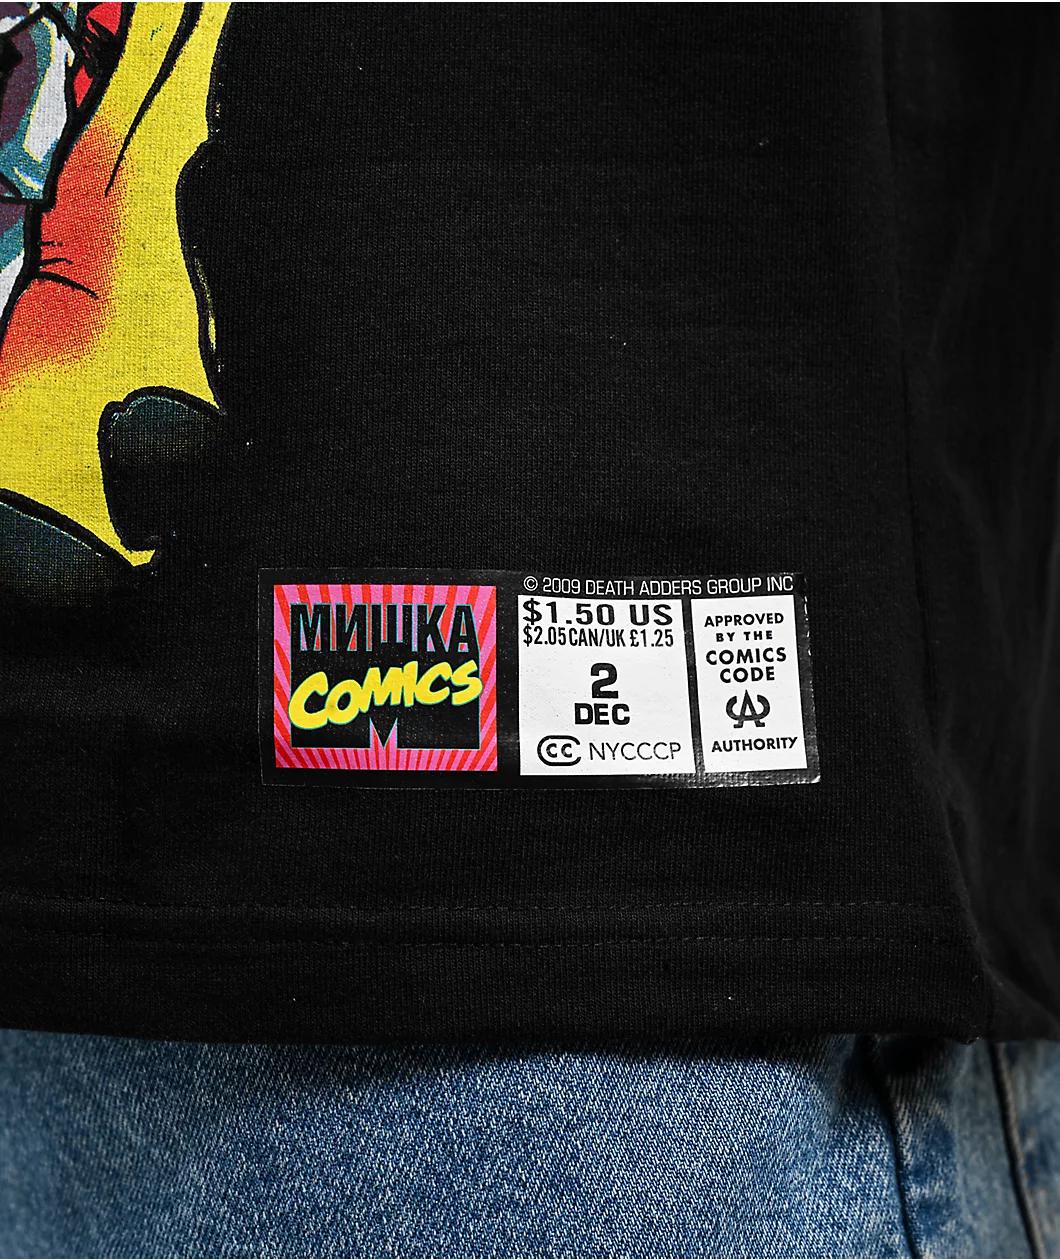 © 2009 DEATH ADDERS GROUP INC
МИШКА
COMICS
$1.50 US
$2.05 CAN/UK £1.25
2
DEC
CC NYCCCP
APPROVED
BY THE
COMICS
CODE
AUTHORITY